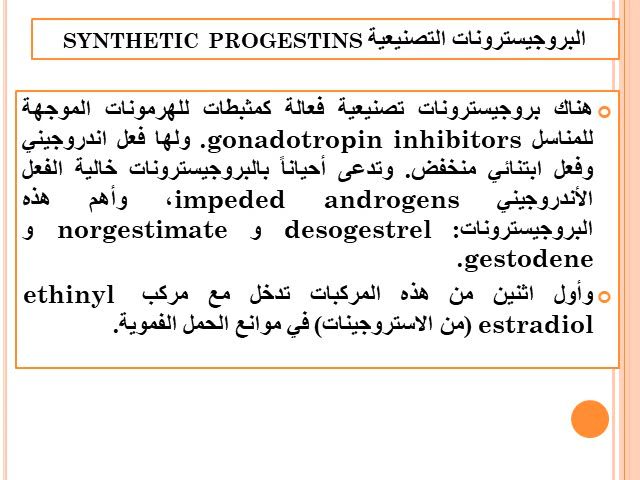 البروجيسترونات التصنيعية SYNTHETIC PROGESTINS
هناك بروجيسترونات تصنيعية فعالة كمثبطات للهرمونات الموجهة
للمناسل gonadotropin inhibitors. ولها فعل اندروجيني
وفعل ابتنائي منخفض. وتدعى أحياناً بالبروجيسترونات خالية الفعل
الأندروجيني impeded androgens، وأهم هذه
البروجيسترونات: desogestrel و norgestimate و
gestodene.
وأول اثنين من هذه المركبات تدخل مع مركب ethinyl
estradiol (من الاستروجينات) في موانع الحمل الفموية.